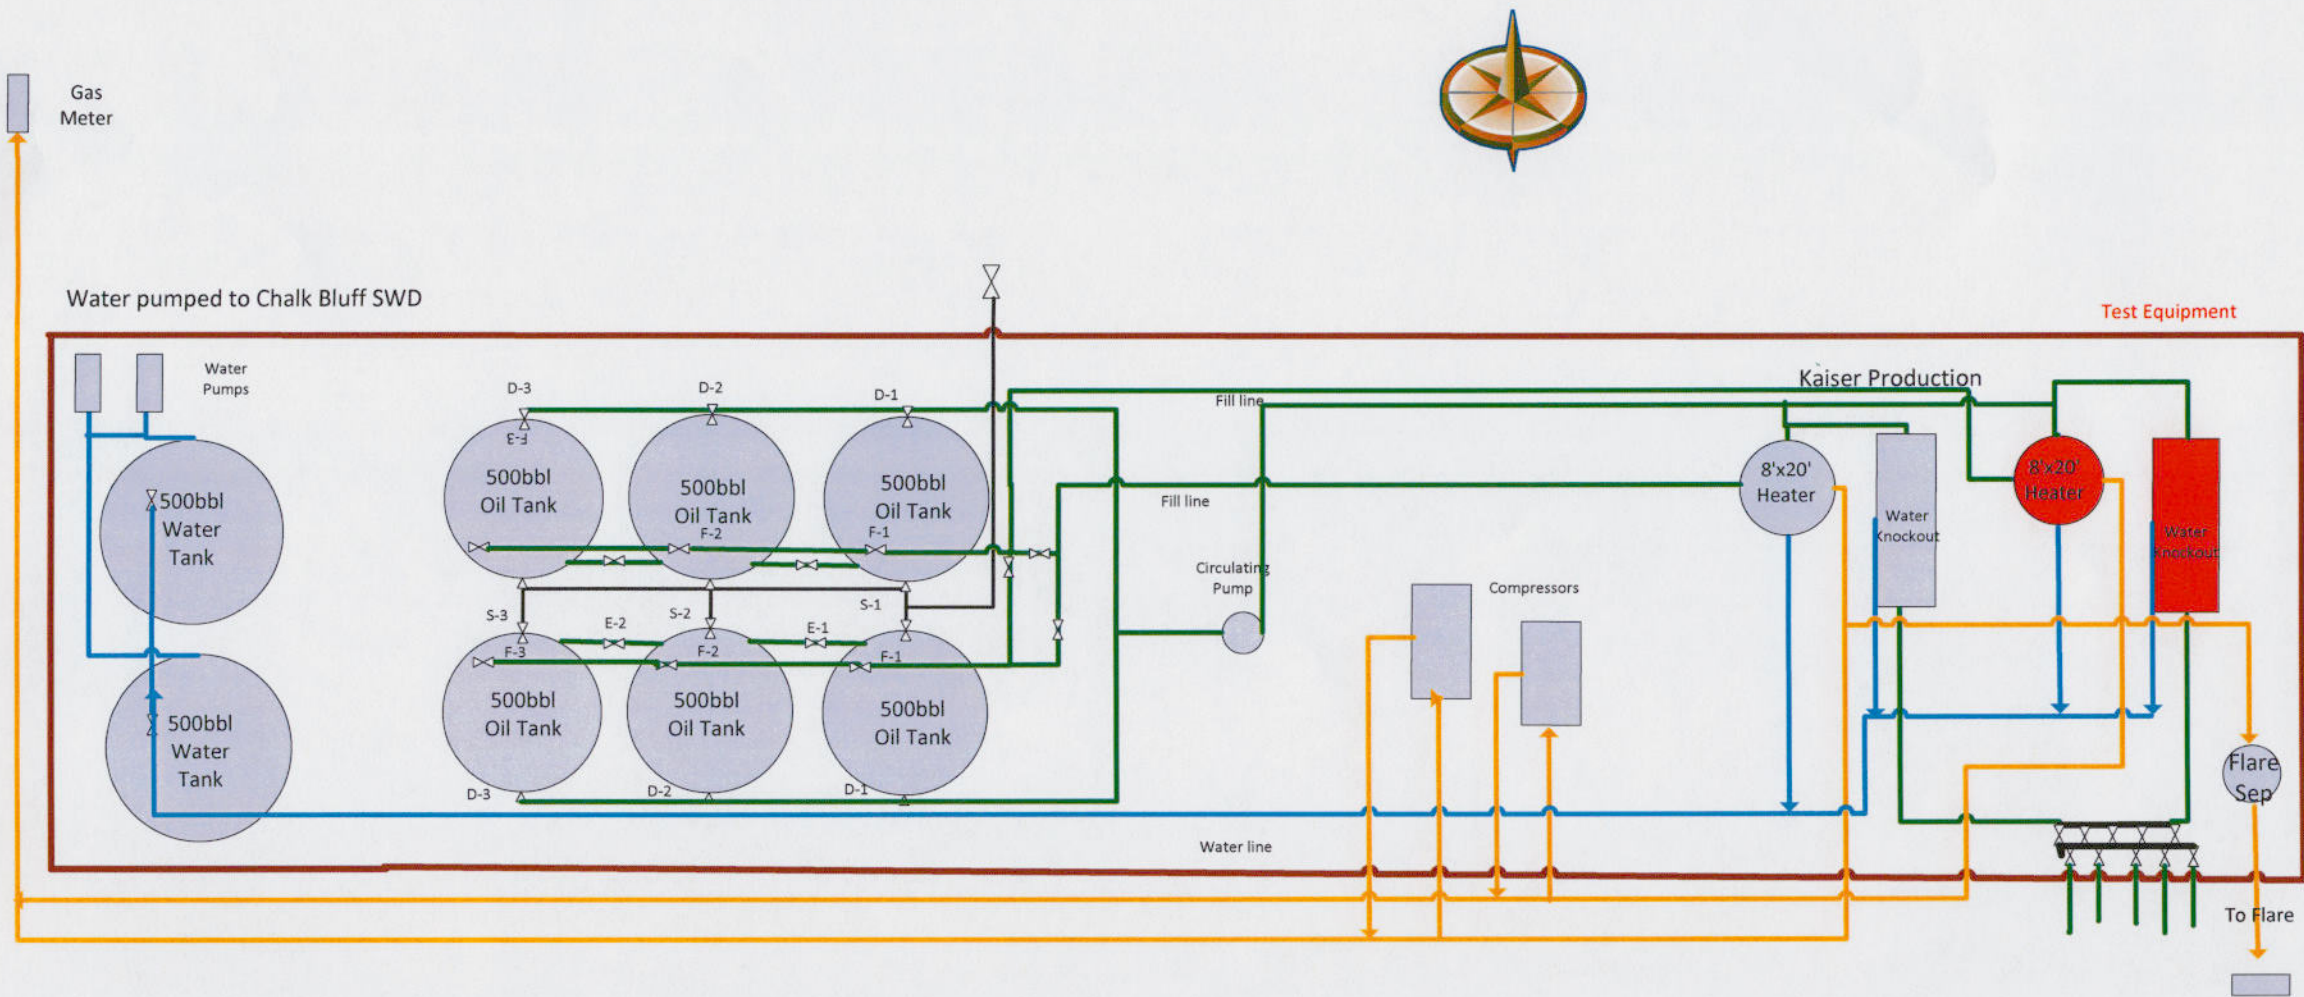 Gas
Meter
Water pumped to Chalk Bluff SWD
Test Equipment
Water
Pumps
D-3
D-2
D-1
Kaiser Production
Fill line
F-3
500bbl
Oil Tank
500bbl
Oil Tank
500bbl
Oil Tank
8'x20'
Heater
8'x20'
Heater
500bbl
Water
Tank
Fill line
Water
Knockout
Water
Knockout
F-2
F-1
Circulating
Pump
Compressors
S-3
S-2
S-1
E-2
E-1
F-3
F-2
F-1
500bbl
Oil Tank
500bbl
Oil Tank
500bbl
Oil Tank
500bbl
Water
Tank
D-3
D-2
D-1
Flare
Sep
Water line
To Flare